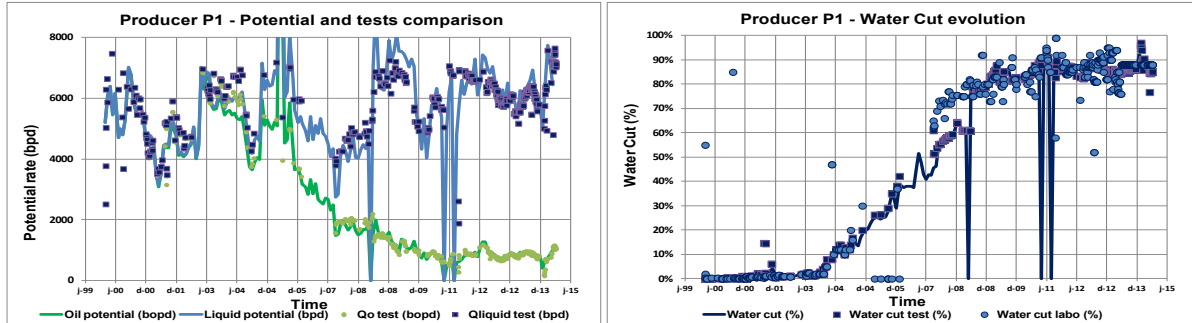 Producer P1 - Potential and tests comparison
8000
6000
4000
2000
0
Potential rate (bpd)
j-99 j-00 d-00 j-01 j-03 j-04 d-04 d-05 j-07 j-08 d-08 j-11 j-12 j-12 j-13 j-15
Time
Oil potential (bopd) Liquid potential (bpd) Qo test (bopd) Qliquid test (bpd)
Producer P1 - Water Cut evolution
100%
90%
80%
70%
60%
50%
40%
30%
20%
10%
0%
Water Cut (%)
j-99 j-00 d-00 j-01 j-03 j-04 d-04 d-05 j-07 j-08 d-08 j-11 j-12 j-12 j-13 j-15
Time
Water cut (%) Water cut test (%) Water cut labo (%)